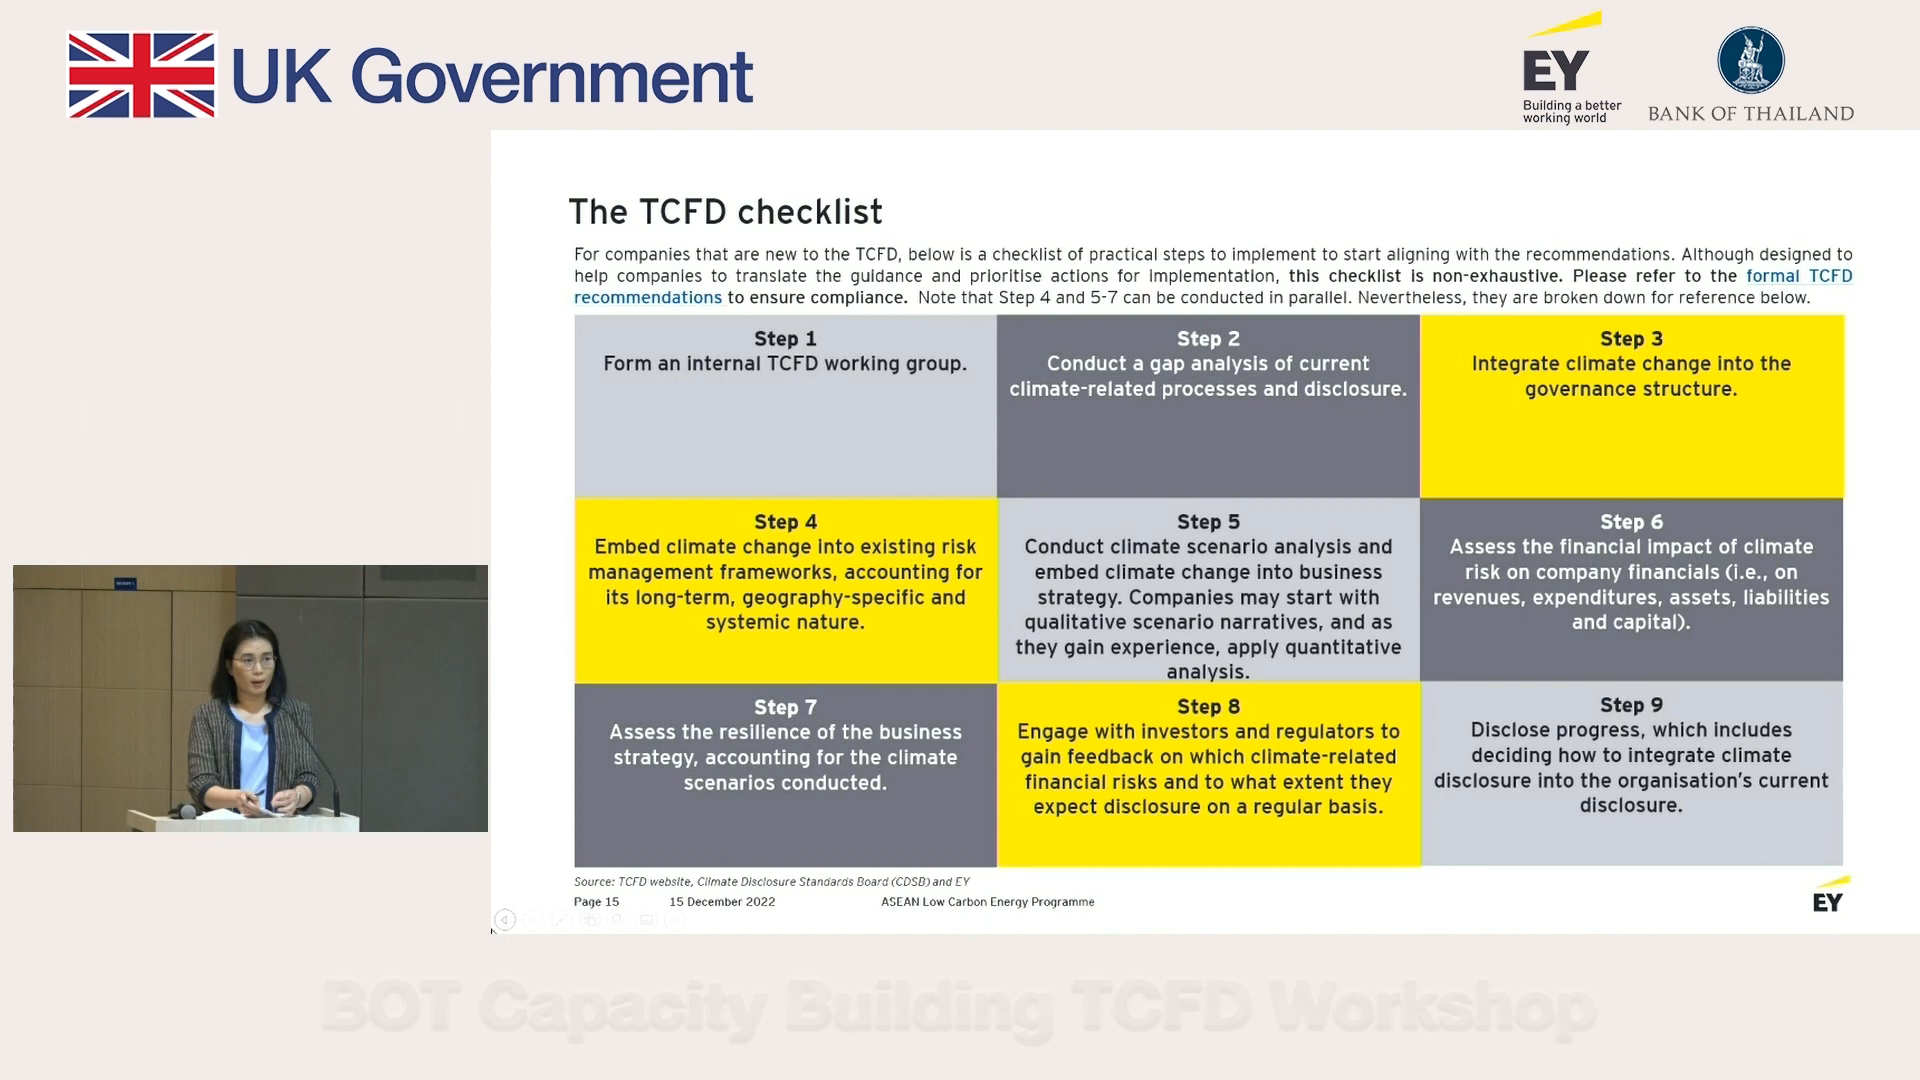 UK Government
EY
Building a better
working world
BANK OF THAILAND
The TCFD checklist
For companies that are new to the TCFD, below is a checklist of practical steps to implement to start aligning with the recommendations. Although designed to
help companies to translate the guidance and prioritise actions for Implementation, this checklist is non-exhaustive. Please refer to the formal TCFD
recommendations to ensure compliance. Note that Step 4 and 5-7 can be conducted in parallel. Nevertheless, they are broken down for reference below.
Step 1
Form an internal TCFD working group.
Step 2
Conduct a gap analysis of current
climate-related processes and disclosure.
Step 3
Integrate climate change into the
governance structure.
Step 4
Embed climate change into existing risk
management frameworks, accounting for
its long-term, geography-specific and
systemic nature.
Step 5
Conduct climate scenario analysis and
embed climate change into business
strategy. Companies may start with
qualitative scenario narratives, and as
they gain experience, apply quantitative
analysis.
Step 6
Assess the financial impact of climate
risk on company financials (i.e., on
revenues, expenditures, assets, liabilities
and capital).
Step 7
Assess the resilience of the business
strategy, accounting for the climate
scenarios conducted.
Step 8
Engage with investors and regulators to
gain feedback on which climate-related
financial risks and to what extent they
expect disclosure on a regular basis.
Step 9
Disclose progress, which includes
deciding how to integrate climate
disclosure into the organisation's current
disclosure.
Source: TCFD website, Climate Disclosure Standards Board (CDSB) and EY
Page 15 15 December 2022 ASEAN Low Carbon Energy Programme
EY
BOT Capacity Building TCFD Workshop